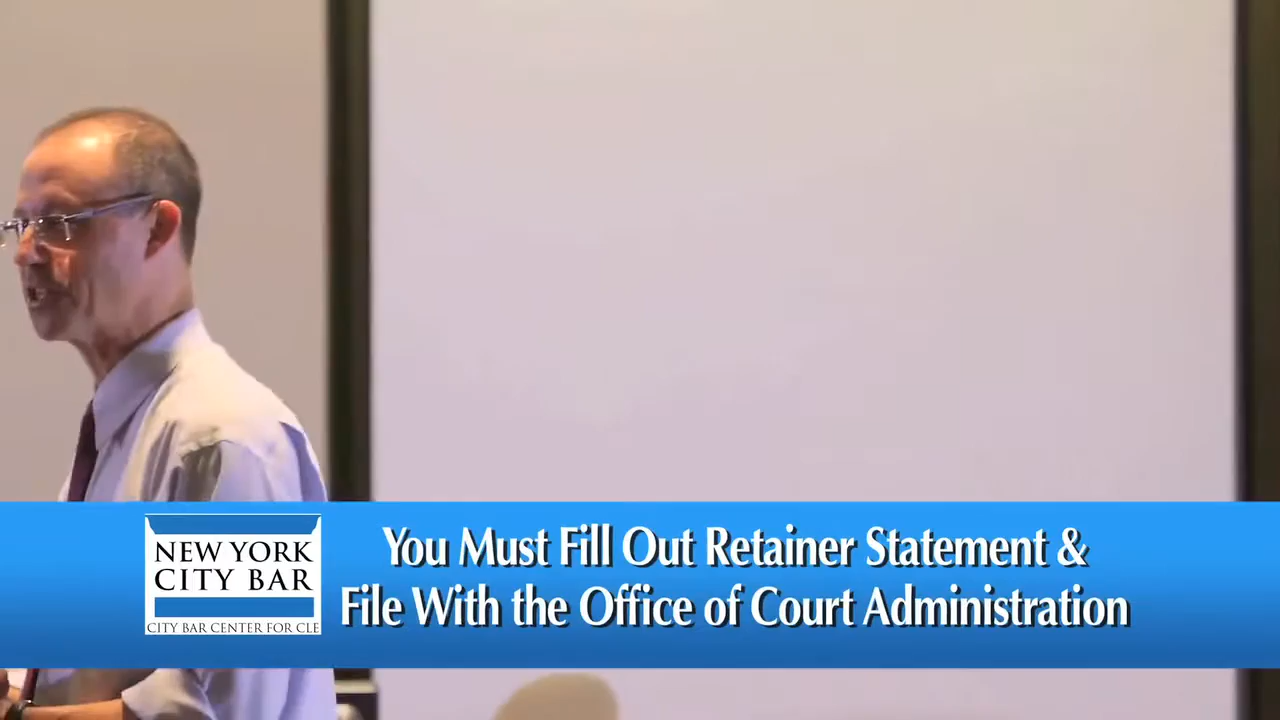 NEW YORK
CITY BAR
CITY BAR CENTER FOR CLE
You Must Fill Out Retainer Statement &
File With the Office of Court Administration